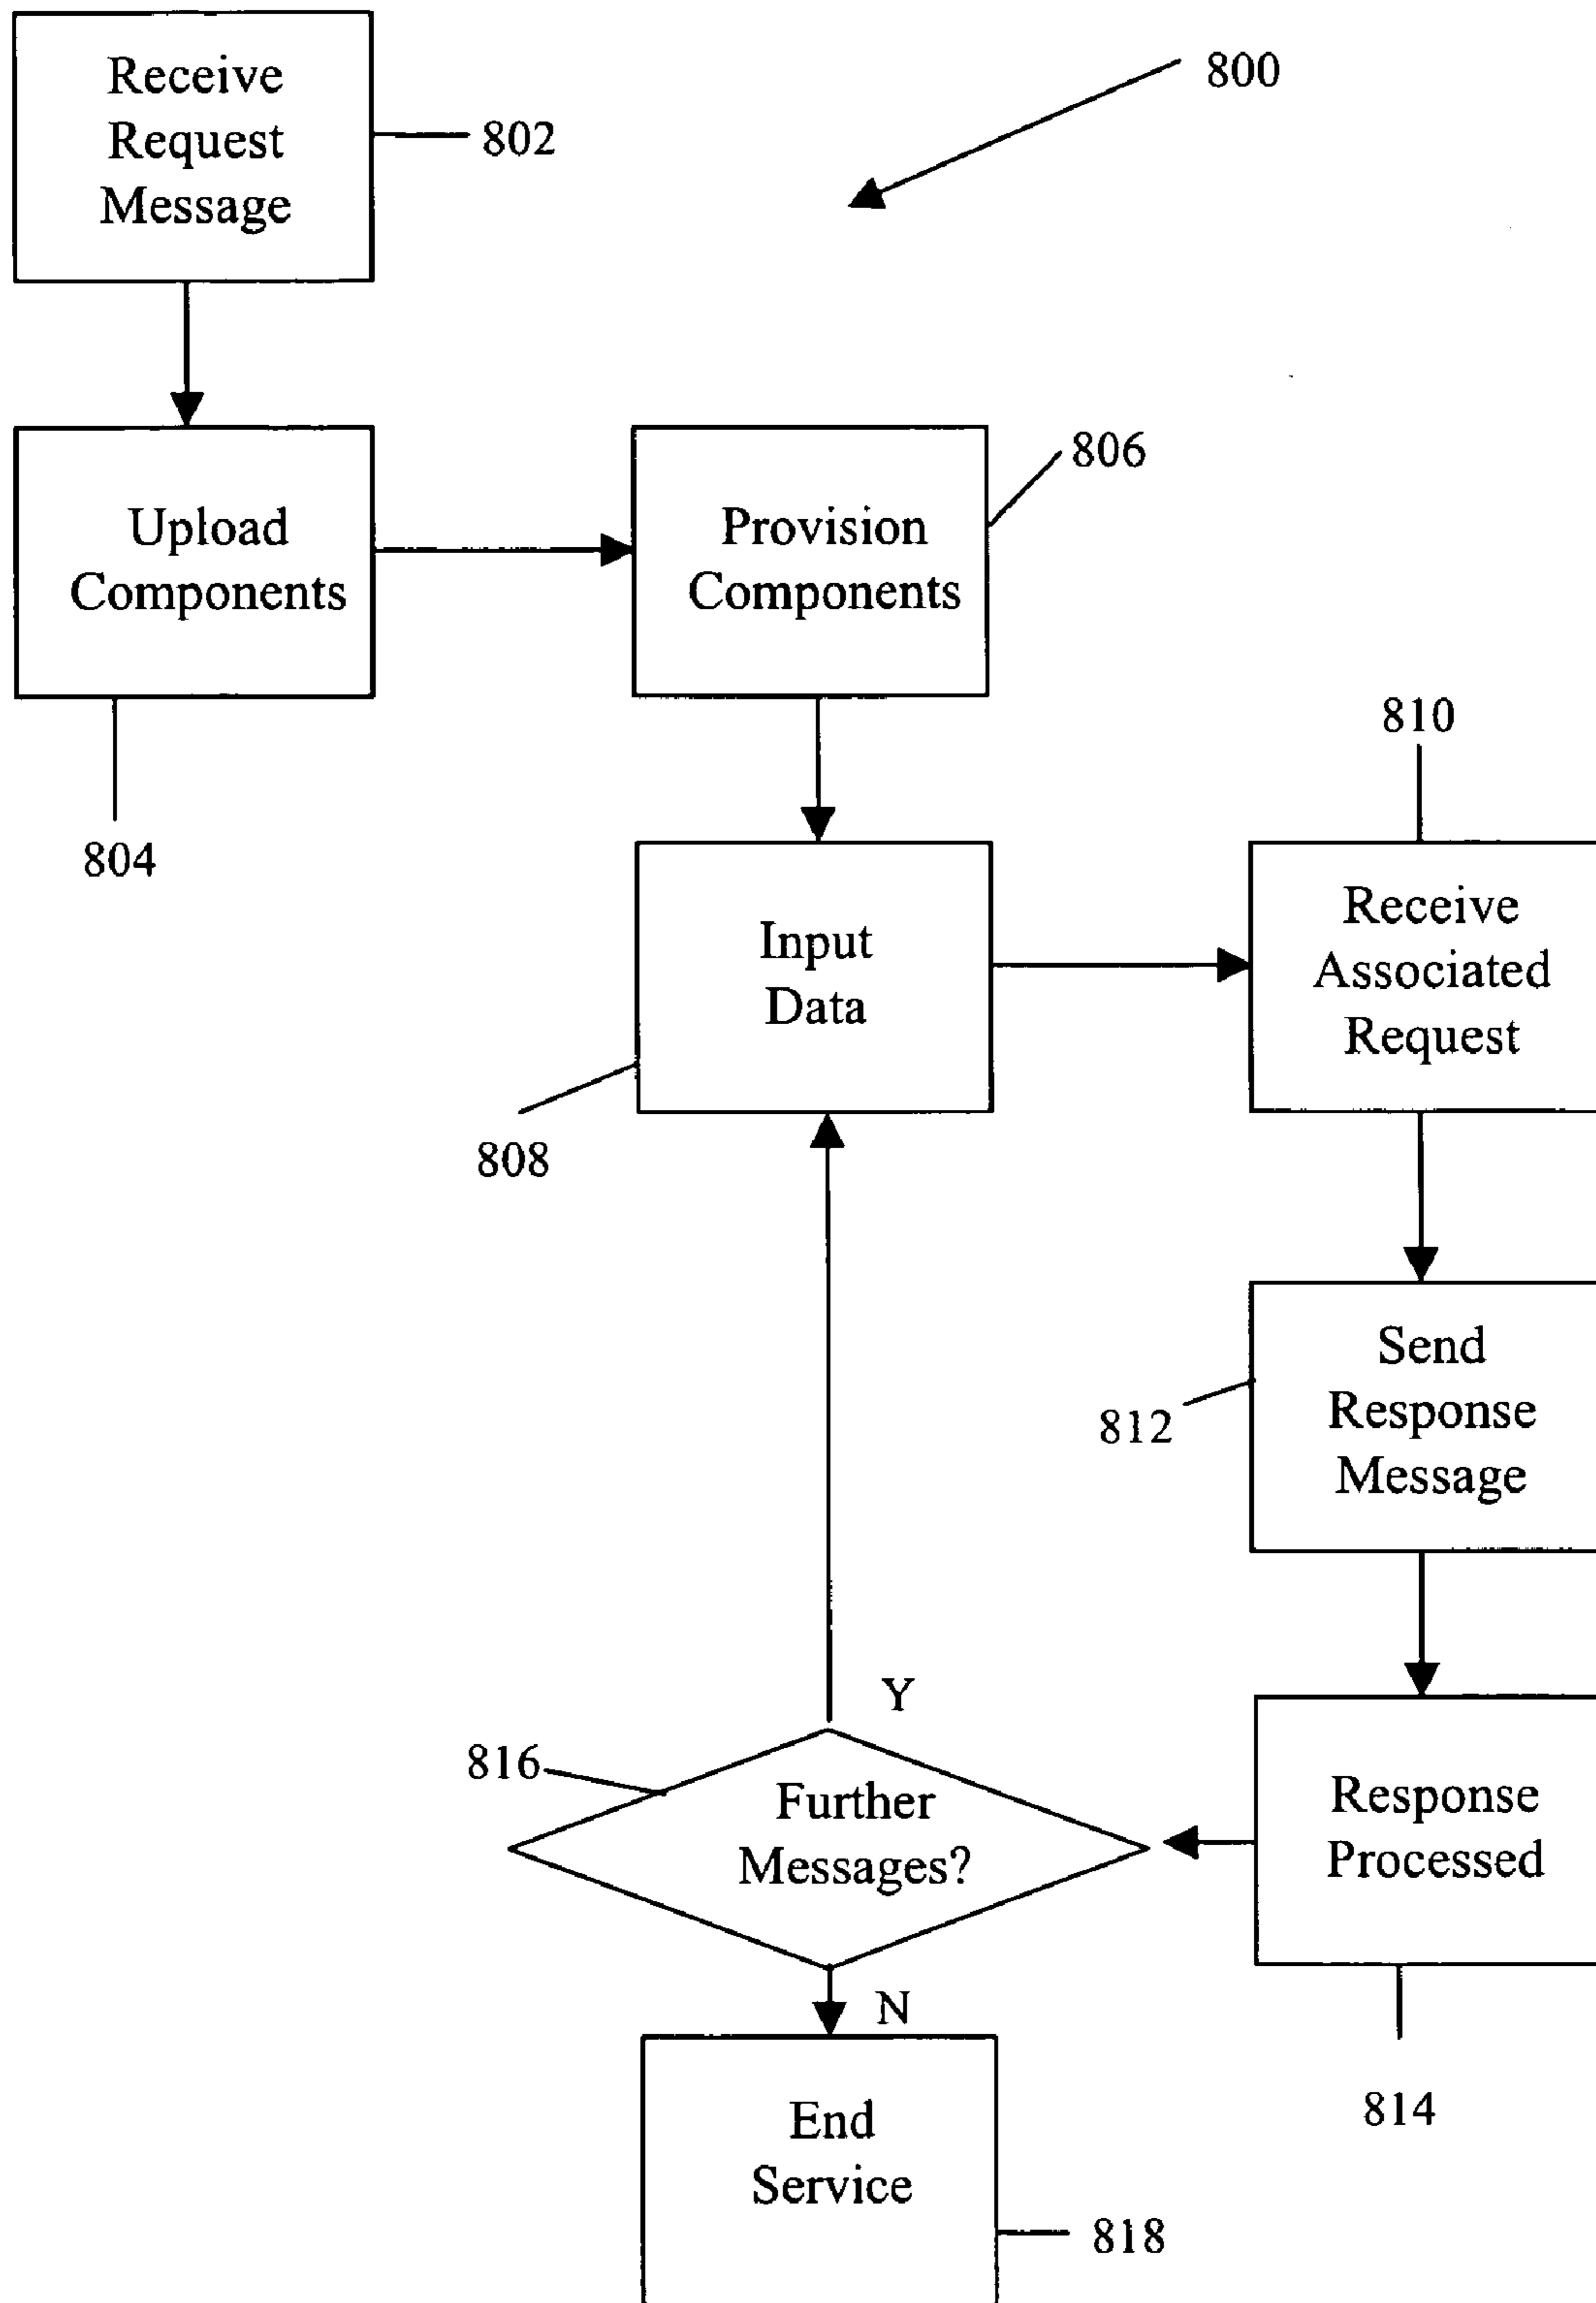 Receive
Request
Message
802
800
Upload
Components
804
Provision
Components
806
Input
Data
808
810
Receive
Associated
Request
Send
Response
Message
812
Response
Processed
814
Y
816
Further
Messages?
N
End
Service
818